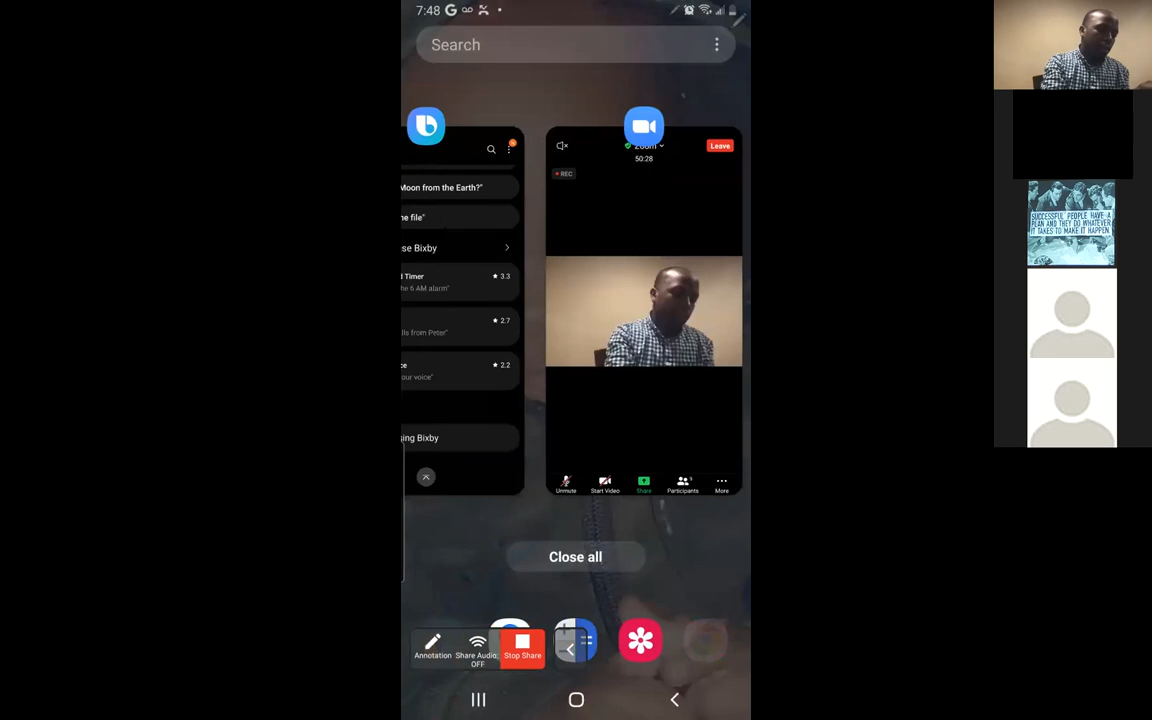 7:48
Search
Zoom
Leave
50:28
REC
Moon from the Earth?"
ne file"
se Bixby
d Timer
3.3
he 6 AM alarm"
2.7
lls from Peter"
ce
2.2
our voice"
sing Bixby
Unmute
Start Video
Share
Participants
More
Close all
Annotation
Share Audio:
OFF
Stop Share
SUCCESSFUL PEOPLE HAVE A
PLAN AND THEY DO WHATEVER
IT TAKES TO MAKE IT HAPPEN.